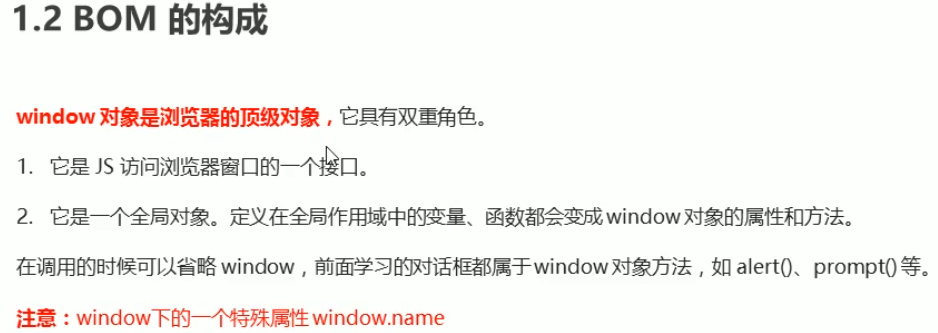 1.2 BOM 的构成
window 对象是浏览器的顶级对象，它具有双重角色。
1. 它是 JS 访问浏览器窗口的一个接口。
2. 它是一个全局对象。定义在全局作用域中的变量、函数都会变成 window 对象的属性和方法。
在调用的时候可以省略 window，前面学习的对话框都属于 window 对象方法，如 alert()、prompt() 等。
注意：window下的一个特殊属性 window.name